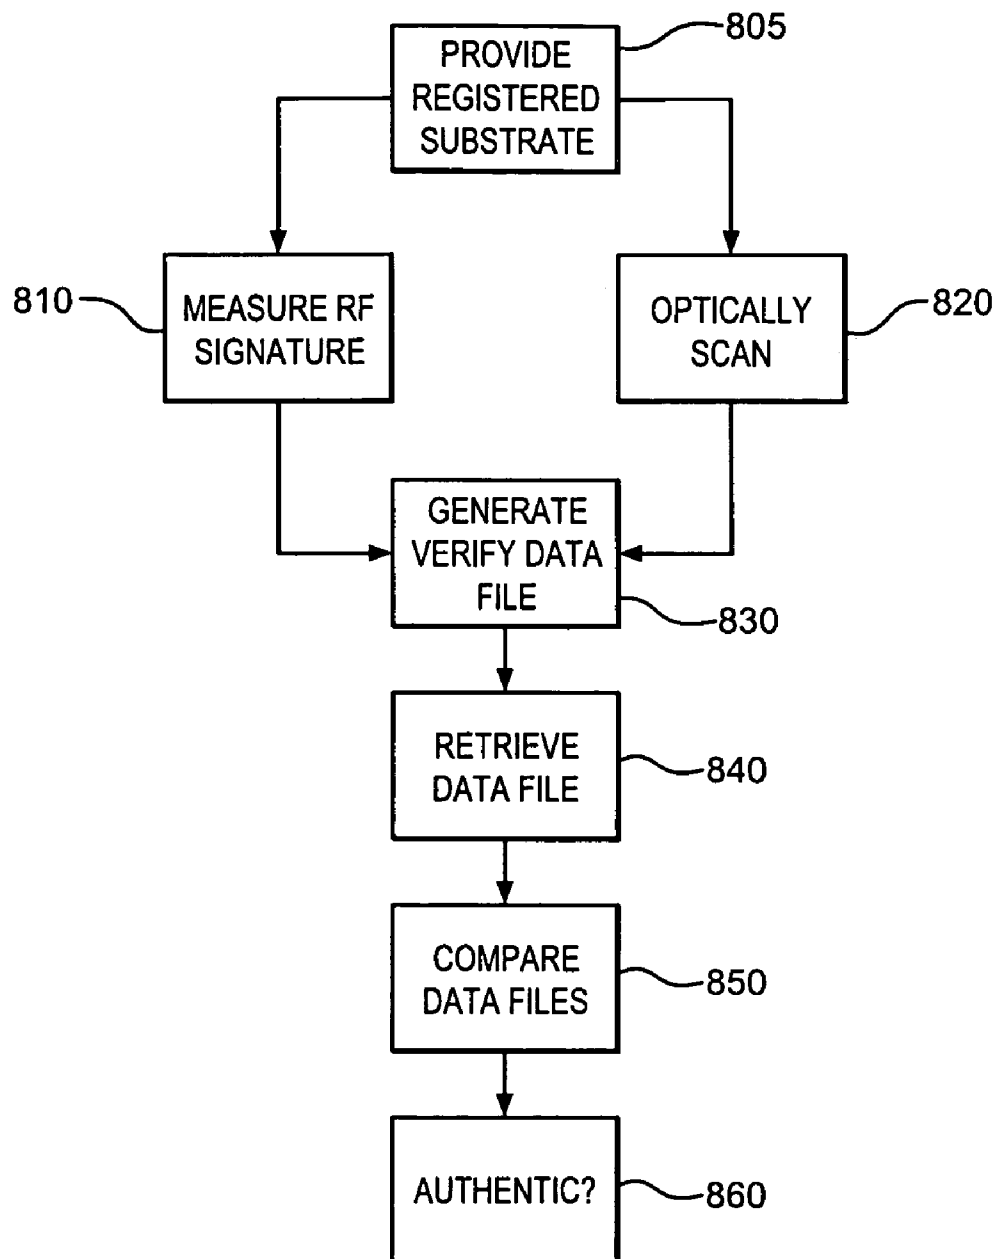 PROVIDE
REGISTERED
SUBSTRATE
805
MEASURE RF
SIGNATURE
810
OPTICALLY
SCAN
820
GENERATE
VERIFY DATA
FILE
830
RETRIEVE
DATA FILE
840
COMPARE
DATA FILES
850
AUTHENTIC?
860